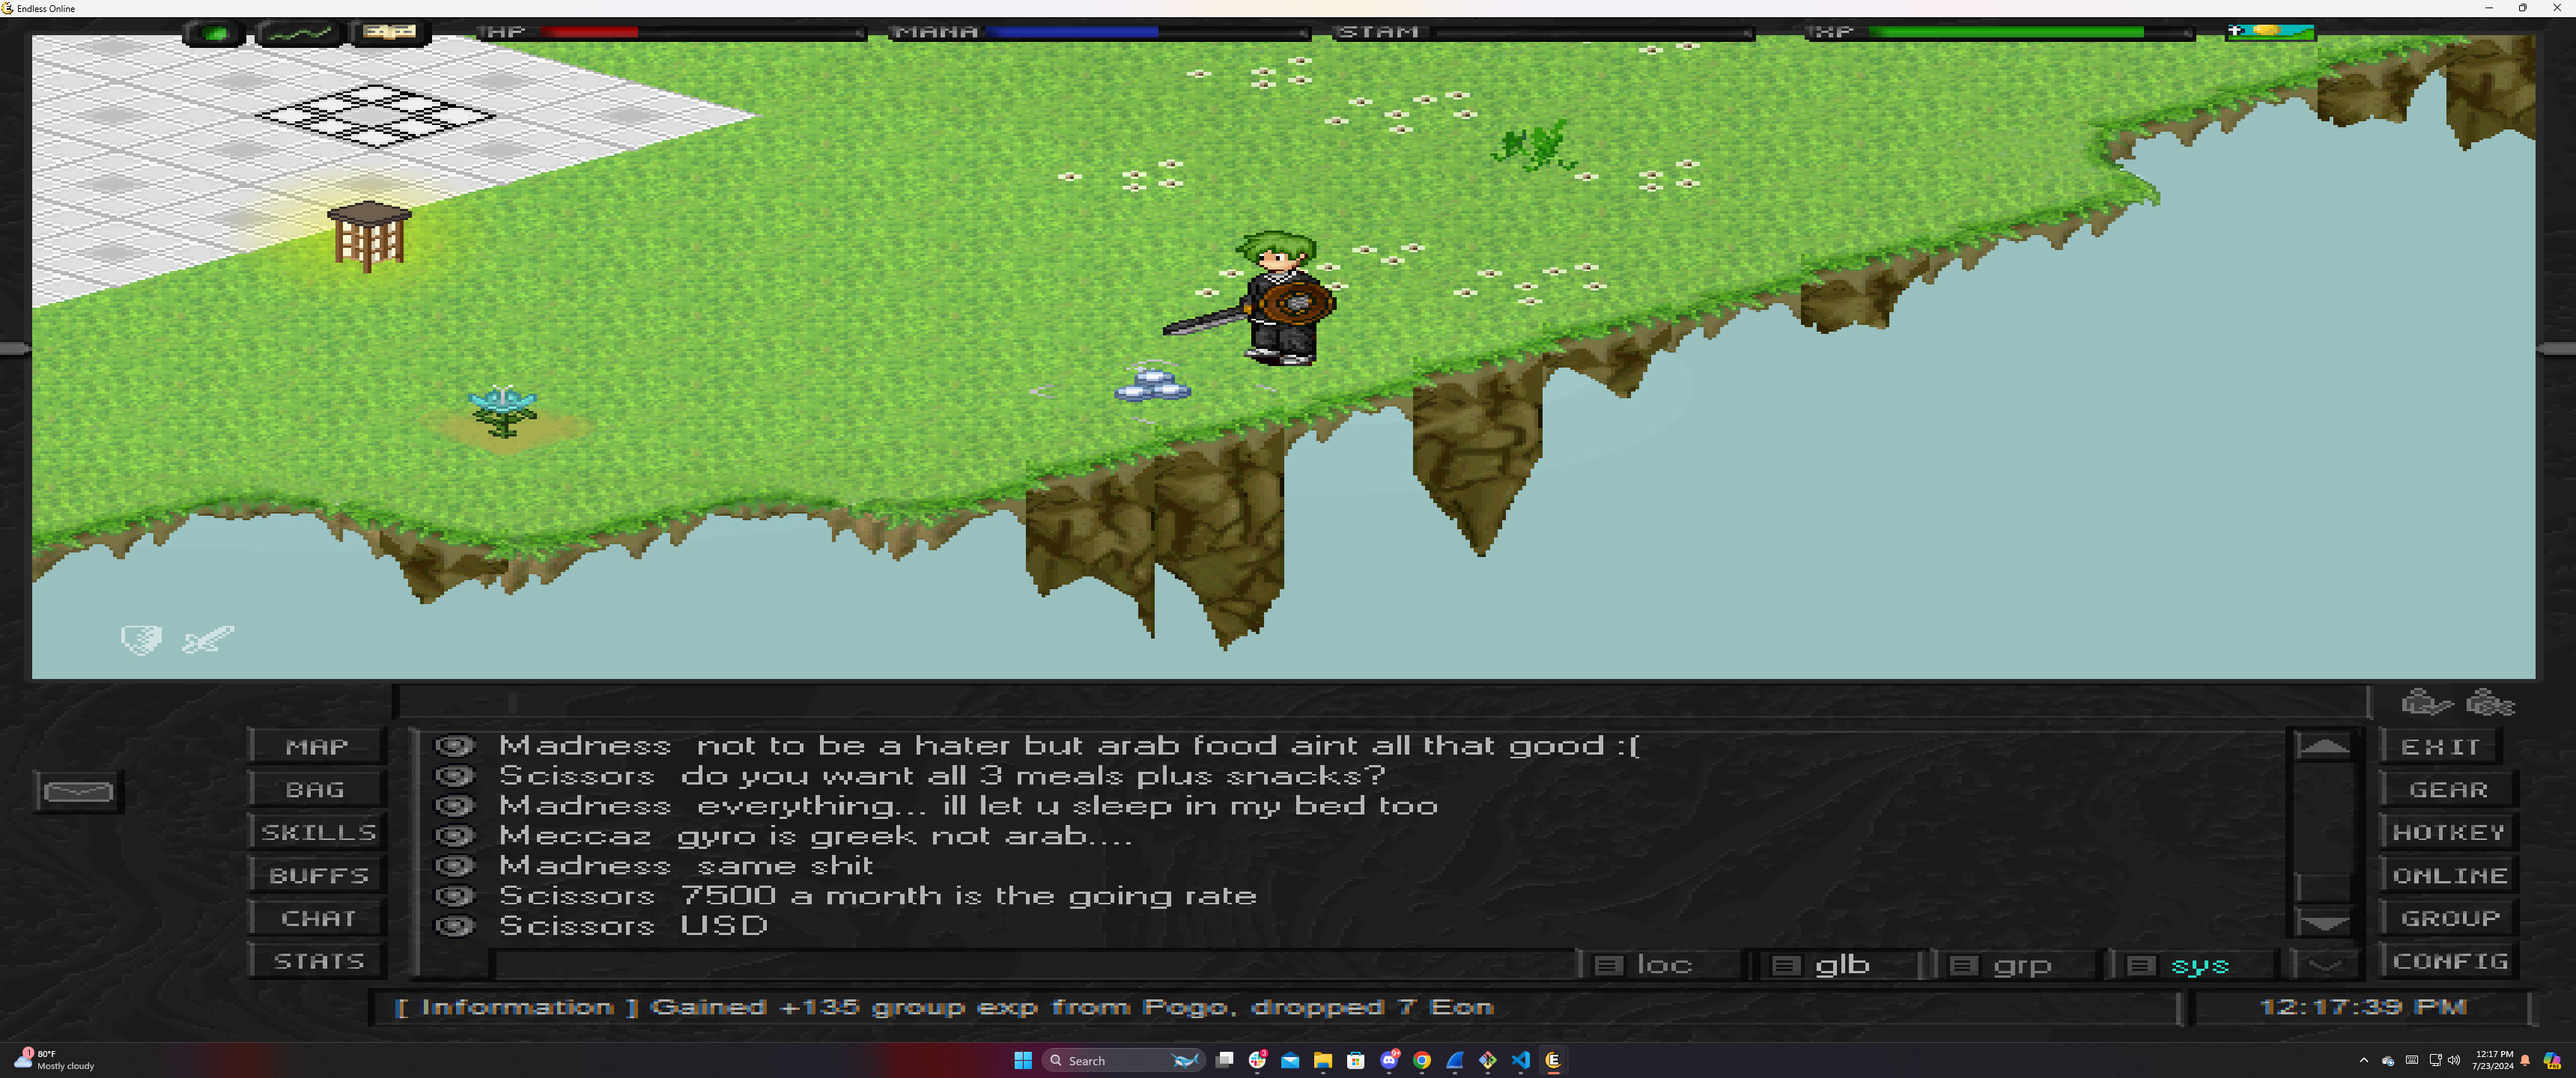 Endless Online
HP MANA STAM XP
MAP
BAG
SKILLS
BUFFS
CHAT
STATS
Madness not to be a hater but arab food aint all that good :(
Scissors do you want all 3 meals plus snacks?
Madness everything... ill let u sleep in my bed too
Meccaz gyro is greek not arab....
Madness same shit
Scissors 7500 a month is the going rate
Scissors USD
loc glb grp sys
EXIT
GEAR
HOTKEY
ONLINE
GROUP
CONFIG
[ Information ] Gained +135 group exp from Pogo, dropped 7 Eon
12:17:39 PM
1
80°F
Mostly cloudy
Search
3
9+
12:17 PM
7/23/2024